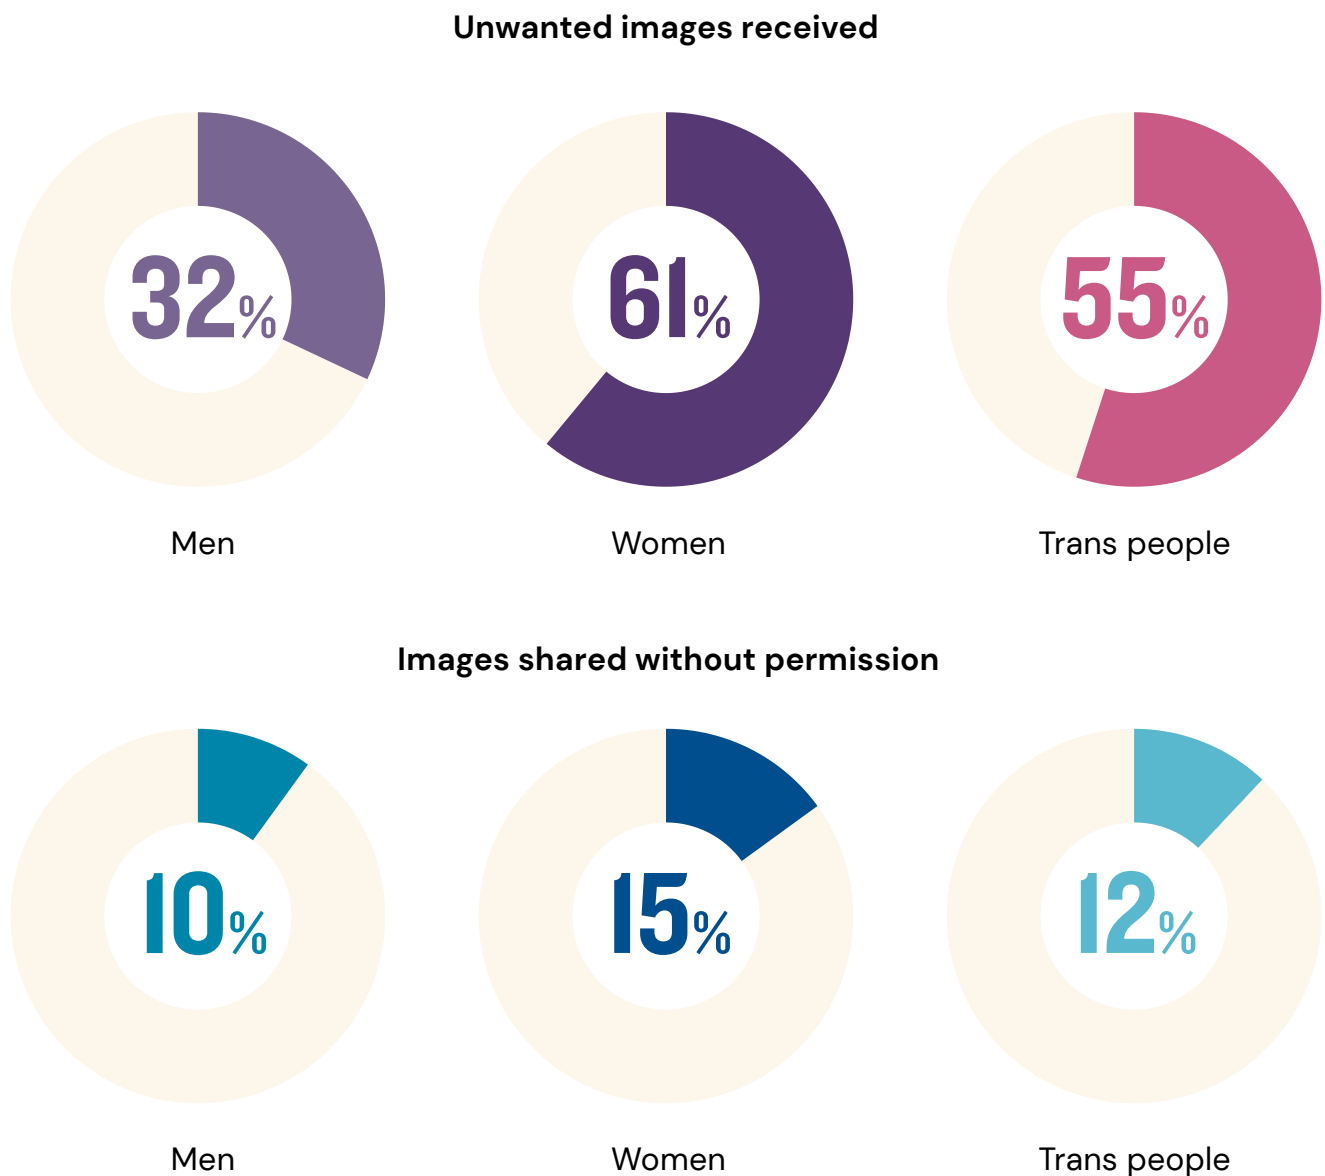 Unwanted images received
32% 61% 55%
Men Women Trans people
Images shared without permission
10% 15% 12%
Men Women Trans people